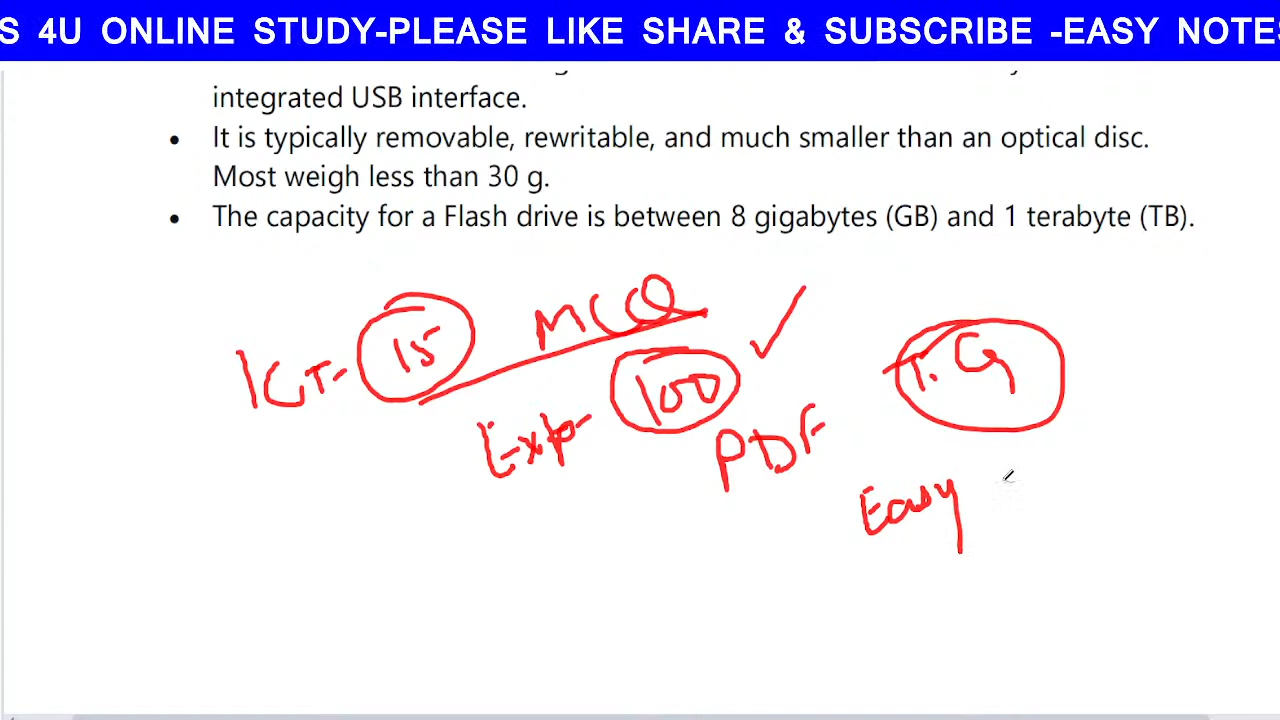 S 4U ONLINE STUDY-PLEASE LIKE SHARE & SUBSCRIBE -EASY NOTES
integrated USB interface.
• It is typically removable, rewritable, and much smaller than an optical disc.
Most weigh less than 30 g.
• The capacity for a Flash drive is between 8 gigabytes (GB) and 1 terabyte (TB).
ICT- 15 MCQ
Exp- 100
T.G
PDF
Easy